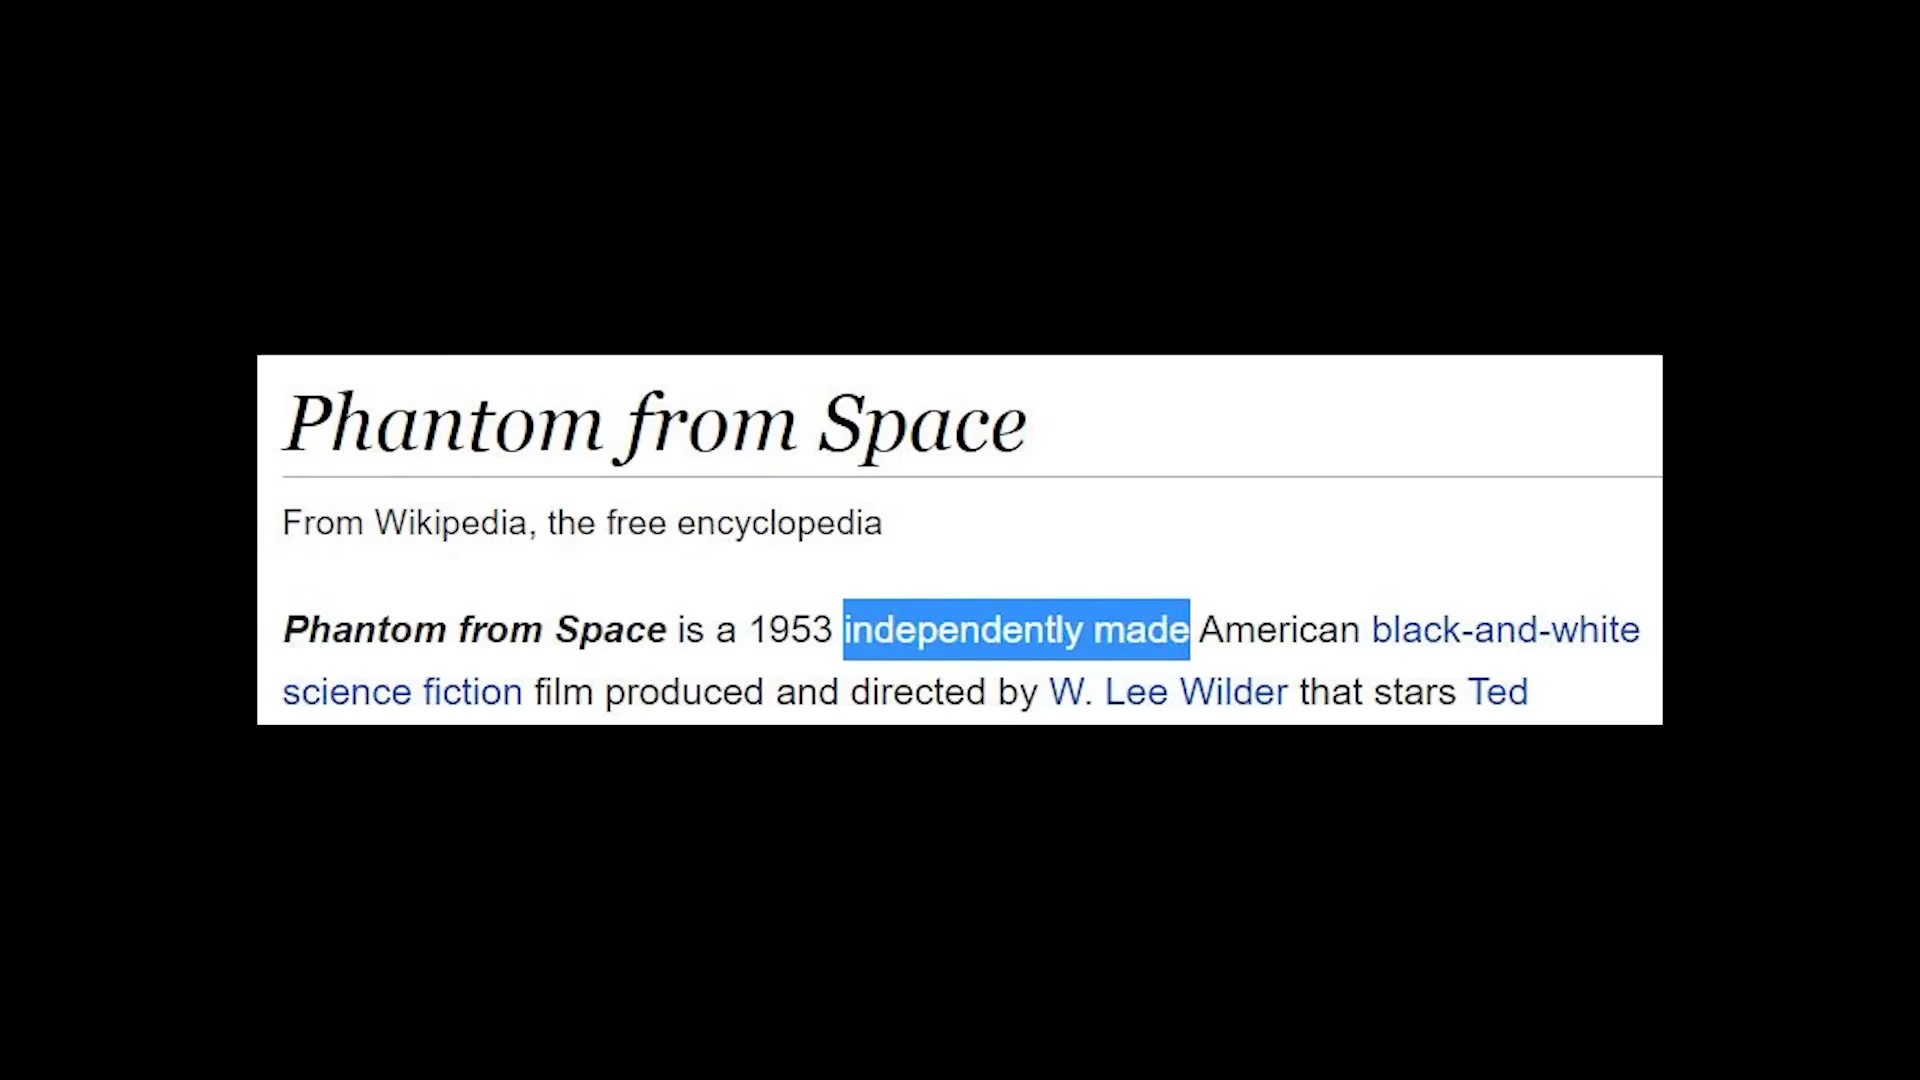 Phantom from Space
From Wikipedia, the free encyclopedia
Phantom from Space is a 1953 independently made American black-and-white
science fiction film produced and directed by W. Lee Wilder that stars Ted